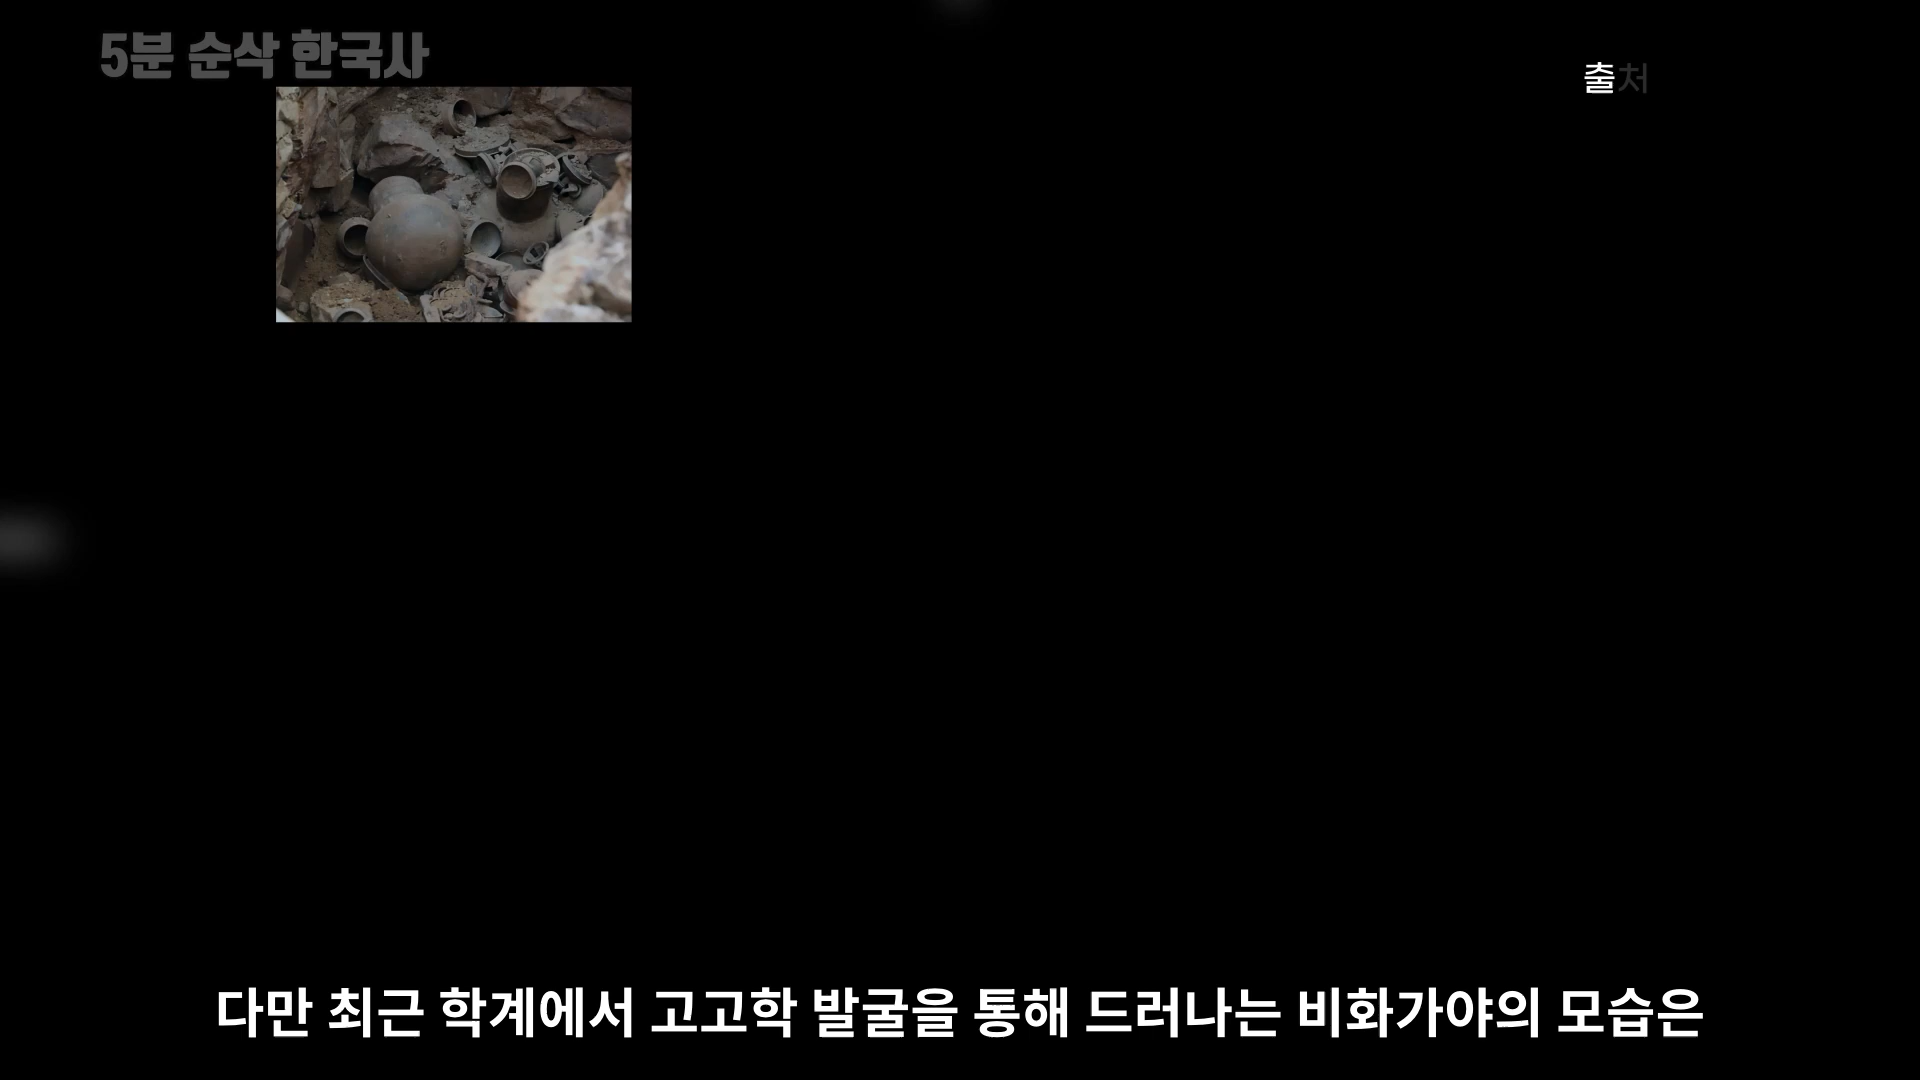 5분 순삭 한국사
출처
다만 최근 학계에서 고고학 발굴을 통해 드러나는 비화가야의 모습은